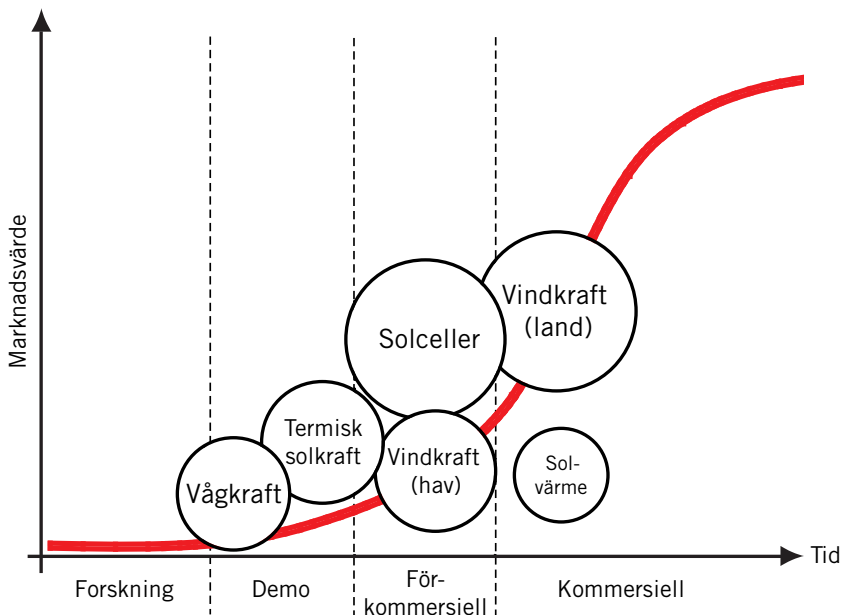 Marknadsvärde
Vindkraft
(land)
Solceller
Termisk
solkraft
Vindkraft
(hav)
Sol-
värme
Vågkraft
Tid
Forskning
Demo
För-
kommersiell
Kommersiell